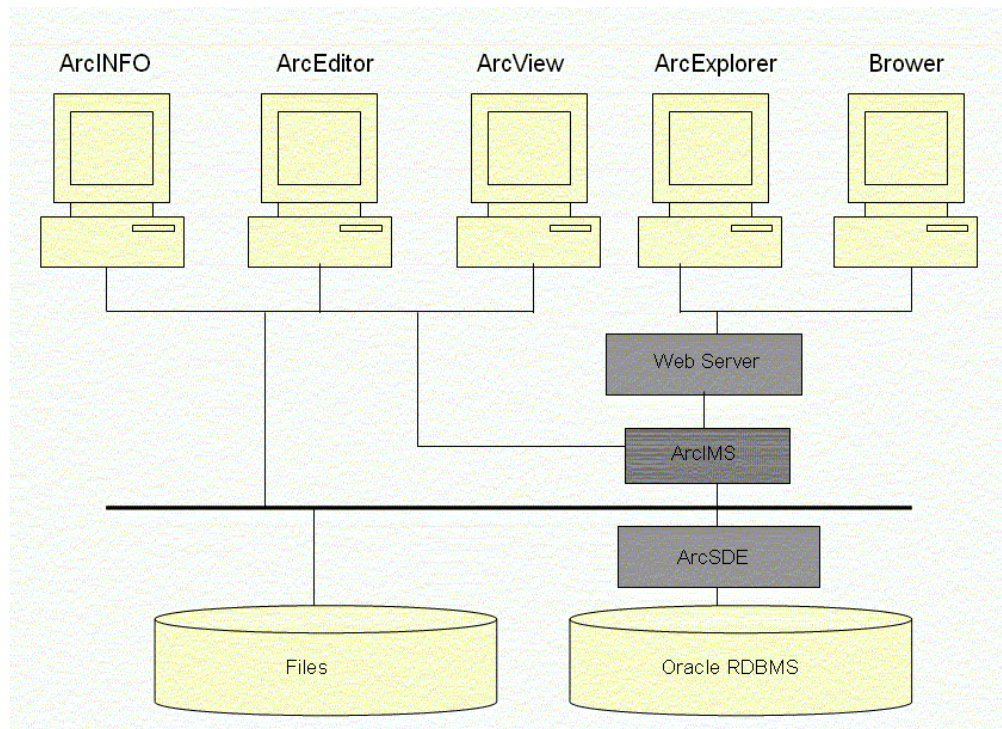 ArcINFO
ArcEditor
ArcView
ArcExplorer
Brower
Web Server
ArcIMS
ArcSDE
Files
Oracle RDBMS